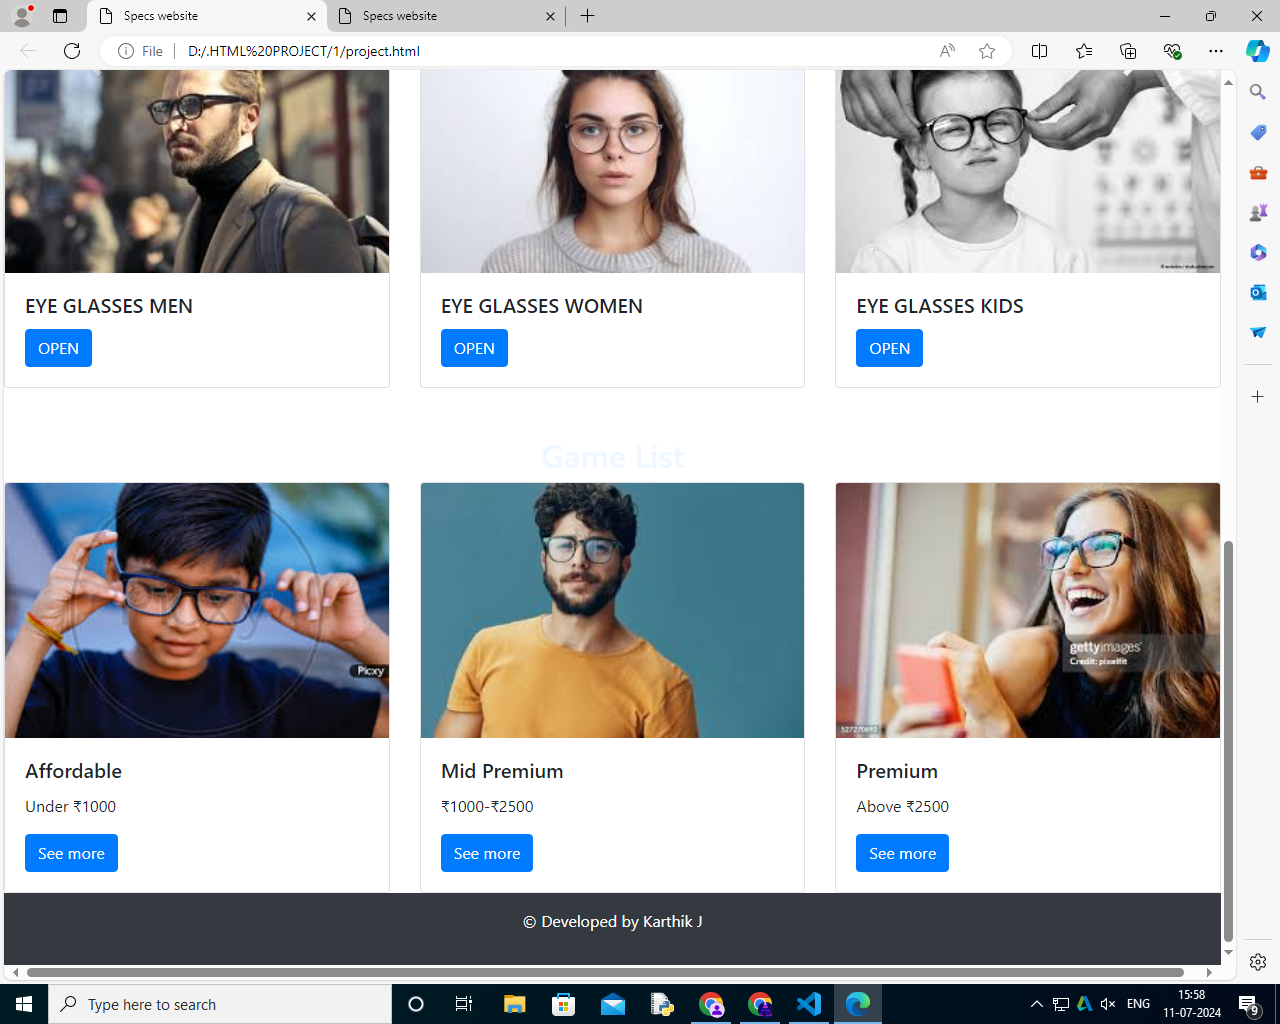 Specs website
Specs website
File
D:/.HTML%20PROJECT/1/project.html
EYE GLASSES MEN
EYE GLASSES WOMEN
EYE GLASSES KIDS
OPEN
OPEN
OPEN
Game List
Picxy
gettyimages
Credit: pixelfit
527270693
Affordable
Mid Premium
Premium
Under ₹1000
₹1000-₹2500
Above ₹2500
See more
See more
See more
© Developed by Karthik J
Type here to search
ENG
15:58
11-07-2024
9